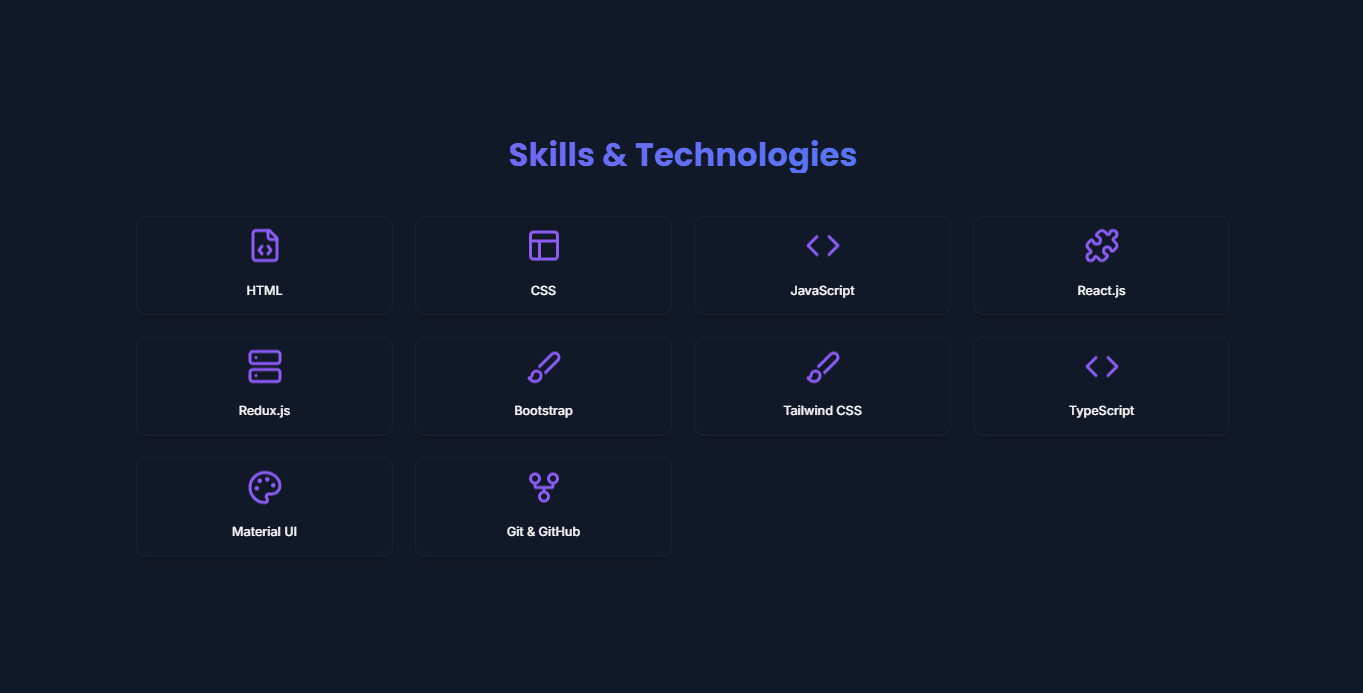 Skills & Technologies
HTML
CSS
JavaScript
React.js
Redux.js
Bootstrap
Tailwind CSS
TypeScript
Material UI
Git & GitHub